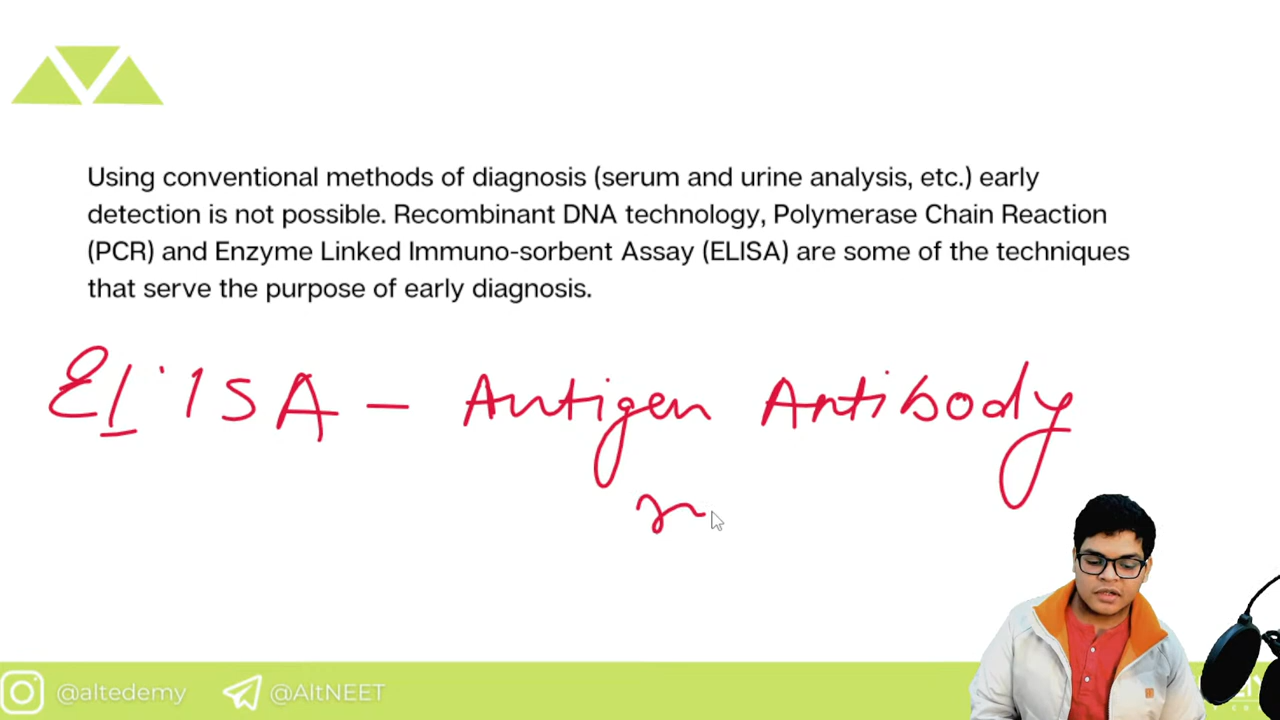 Using conventional methods of diagnosis (serum and urine analysis, etc.) early
detection is not possible. Recombinant DNA technology, Polymerase Chain Reaction
(PCR) and Enzyme Linked Immuno-sorbent Assay (ELISA) are some of the techniques
that serve the purpose of early diagnosis.
ELISA - Antigen Antibody
@altedemy @AltNEET